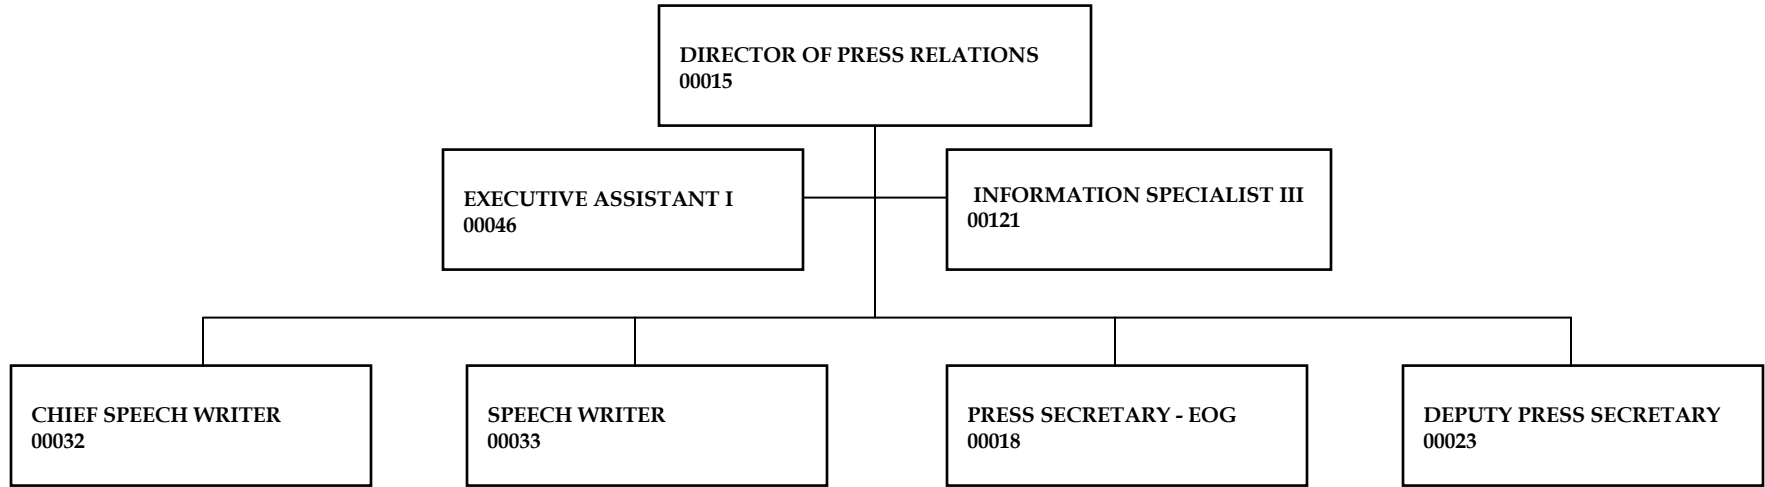 DIRECTOR OF PRESS RELATIONS
00015
EXECUTIVE ASSISTANT I
00046
INFORMATION SPECIALIST III
00121
CHIEF SPEECH WRITER
00032
SPEECH WRITER
00033
PRESS SECRETARY - EOG
00018
DEPUTY PRESS SECRETARY
00023